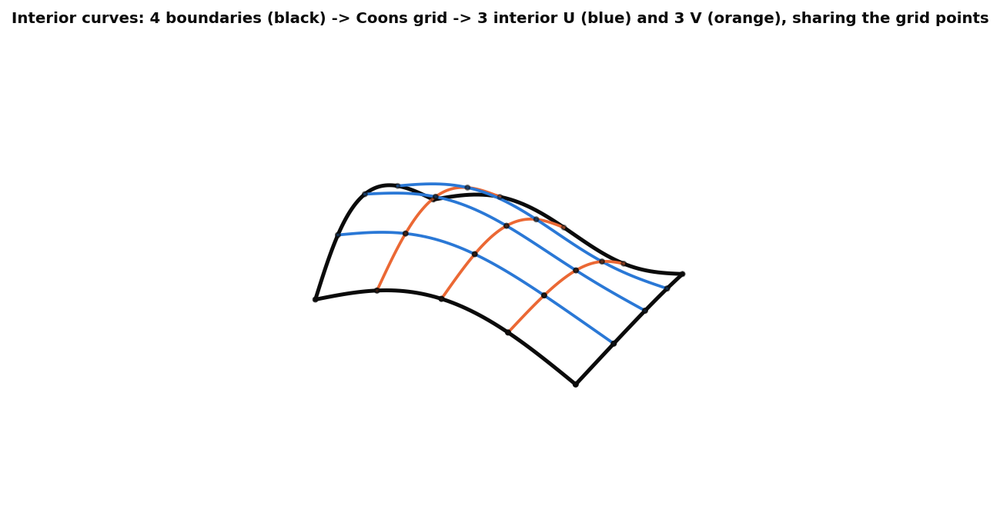 Interior curves: 4 boundaries (black) -> Coons grid -> 3 interior U (blue) and 3 V (orange), sharing the grid points